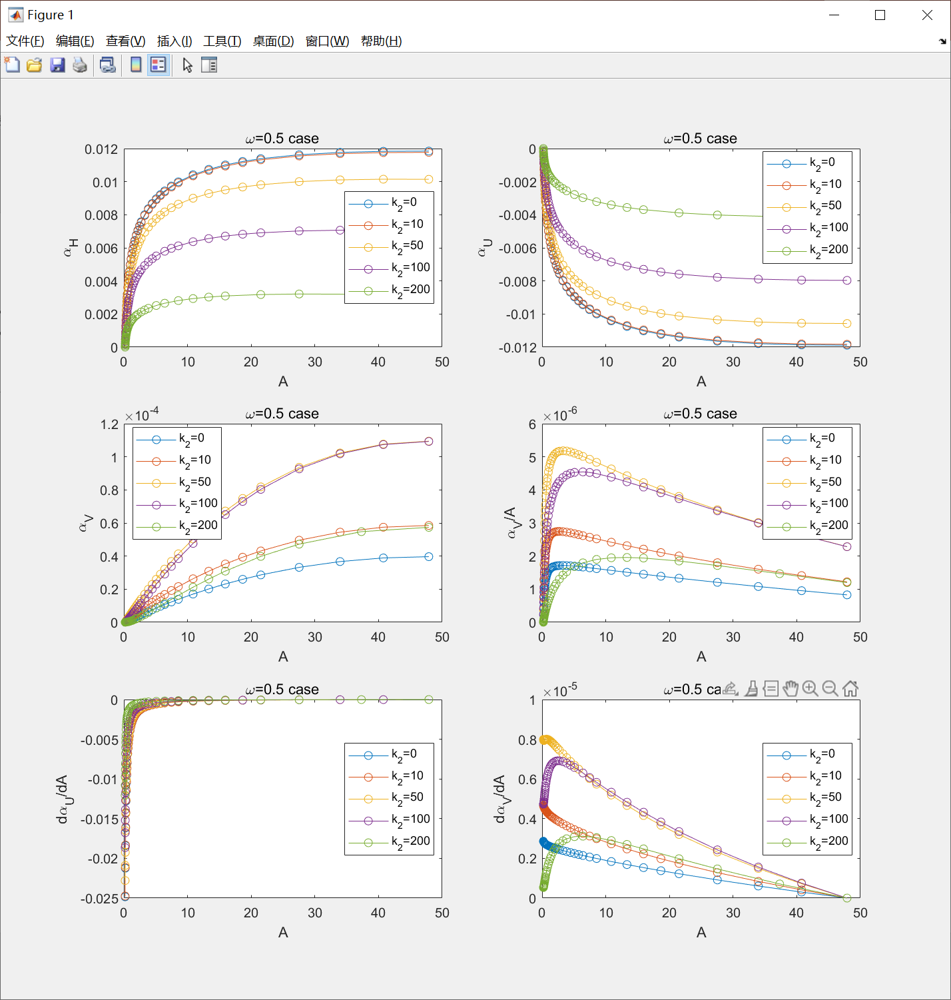 Figure 1
文件(F) 编辑(E) 查看(V) 插入(I) 工具(T) 桌面(D) 窗口(W) 帮助(H)
ω=0.5 case
0.012
0.01
0.008
0.006
0.004
0.002
0
α_H
k_2=0
k_2=10
k_2=50
k_2=100
k_2=200
0 10 20 30 40 50
A
ω=0.5 case
0
-0.002
-0.004
-0.006
-0.008
-0.01
-0.012
α_U
k_2=0
k_2=10
k_2=50
k_2=100
k_2=200
0 10 20 30 40 50
A
ω=0.5 case
×10^-4
1.2
1
0.8
0.6
0.4
0.2
0
α_V
k_2=0
k_2=10
k_2=50
k_2=100
k_2=200
0 10 20 30 40 50
A
ω=0.5 case
×10^-6
6
5
4
3
2
1
0
α_V/A
k_2=0
k_2=10
k_2=50
k_2=100
k_2=200
0 10 20 30 40 50
A
ω=0.5 case
0
-0.005
-0.01
-0.015
-0.02
-0.025
dα_U/dA
k_2=0
k_2=10
k_2=50
k_2=100
k_2=200
0 10 20 30 40 50
A
ω=0.5 ca
×10^-5
1
0.8
0.6
0.4
0.2
0
dα_V/dA
k_2=0
k_2=10
k_2=50
k_2=100
k_2=200
0 10 20 30 40 50
A